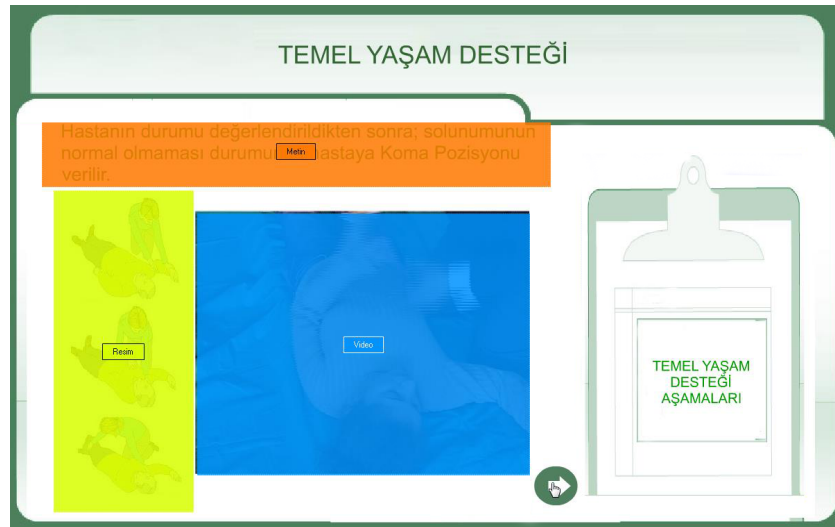 TEMEL YAŞAM DESTEĞİ
Hastanın durumu değerlendirildikten sonra; solunumunun
normal olmaması durumu Metin hastaya Koma Pozisyonu
verilir.
Resim
Video
TEMEL YAŞAM
DESTEĞİ
AŞAMALARI